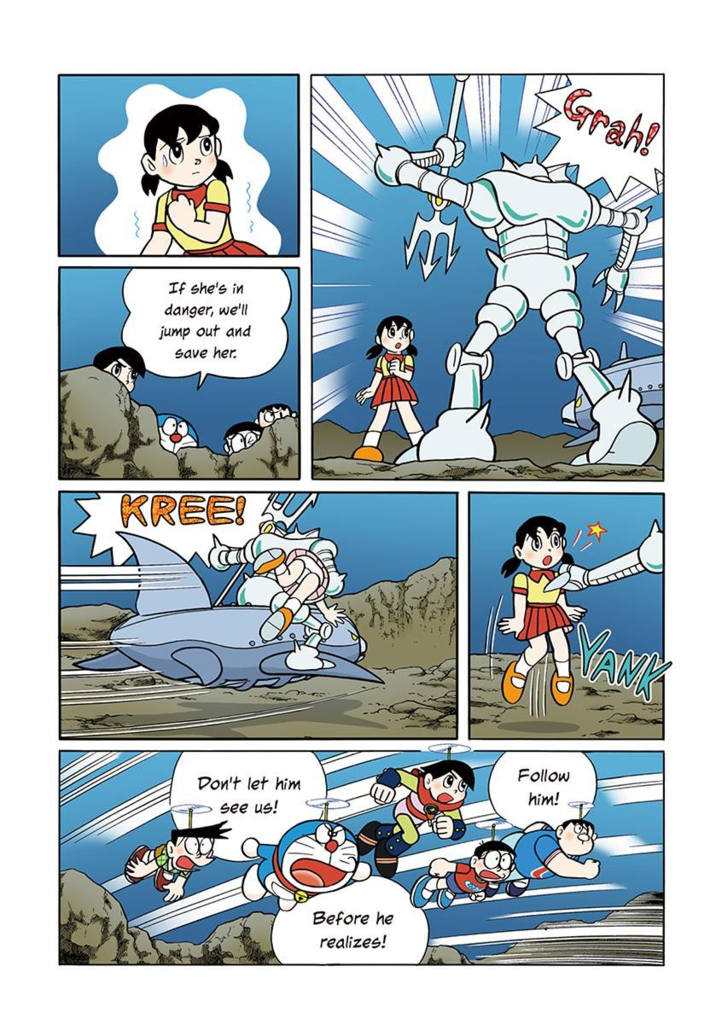 Grah!
If she's in
danger, we'll
jump out and
save her.
KREE!
YANK
Don't let him
see us!
Follow
him!
Before he
realizes!